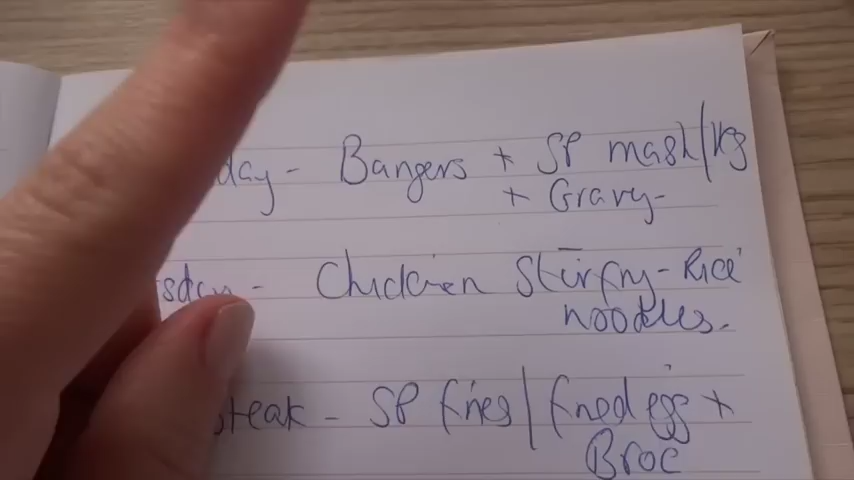 day - Bangers + SP mash/Veg
+ Gravy-
sday - Chicken Stirfry - Rice
noodles.
steak - SP fries/fried egg +
Broc